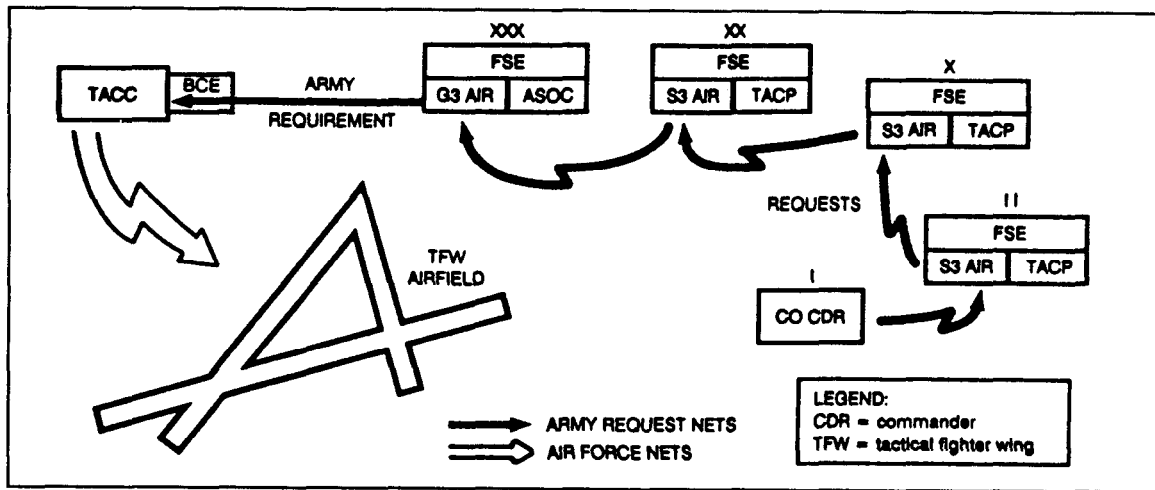 XXX
FSE
G3 AIR
ASOC
XX
FSE
S3 AIR
TACP
X
FSE
S3 AIR
TACP
TACC
BCE
ARMY
REQUIREMENT
REQUESTS
II
FSE
S3 AIR
TACP
I
CO CDR
TFW
AIRFIELD
ARMY REQUEST NETS
AIR FORCE NETS
LEGEND:
CDR = commander
TFW = tactical fighter wing